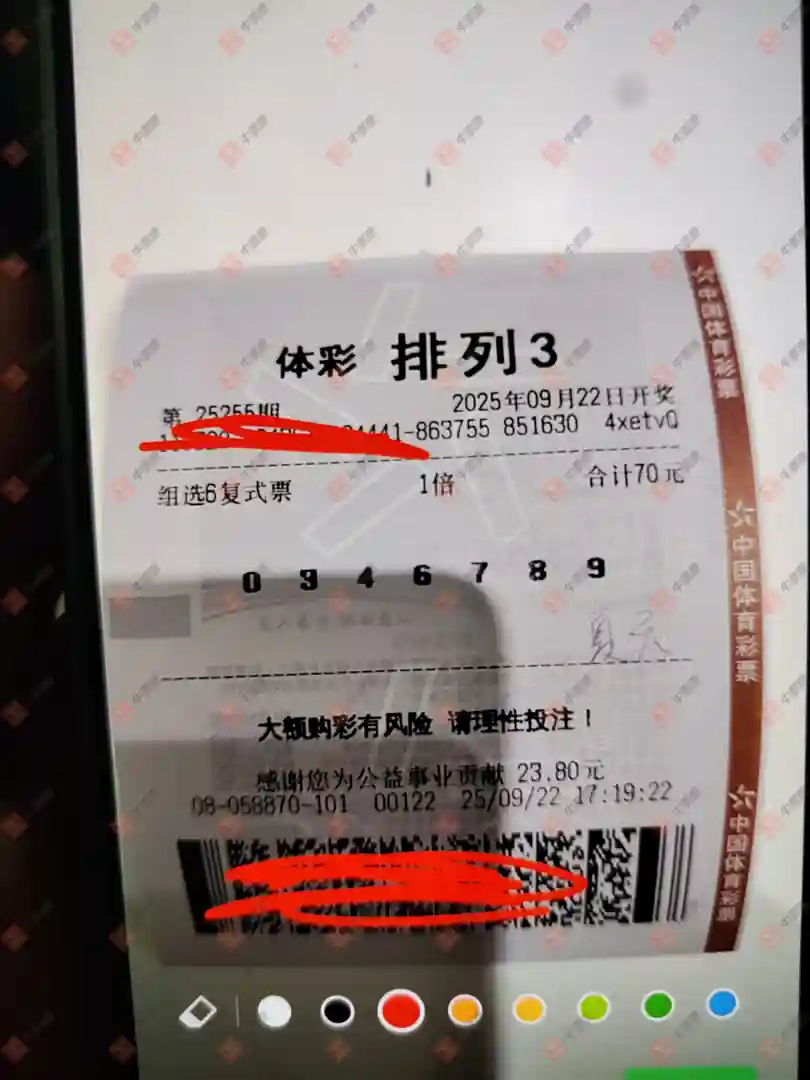 体彩 排列3
第 25255期 2025年09月22日开奖
4441-863755 851630 4xetvQ
组选6复式票 1倍 合计70元
0 3 4 6 7 8 9
夏天
大额购彩有风险 请理性投注！
感谢您为公益事业贡献 23.80元
08-058870-101 00122 25/09/22 17:19:22
中国体育彩票
中国体育彩票
中国体育彩票